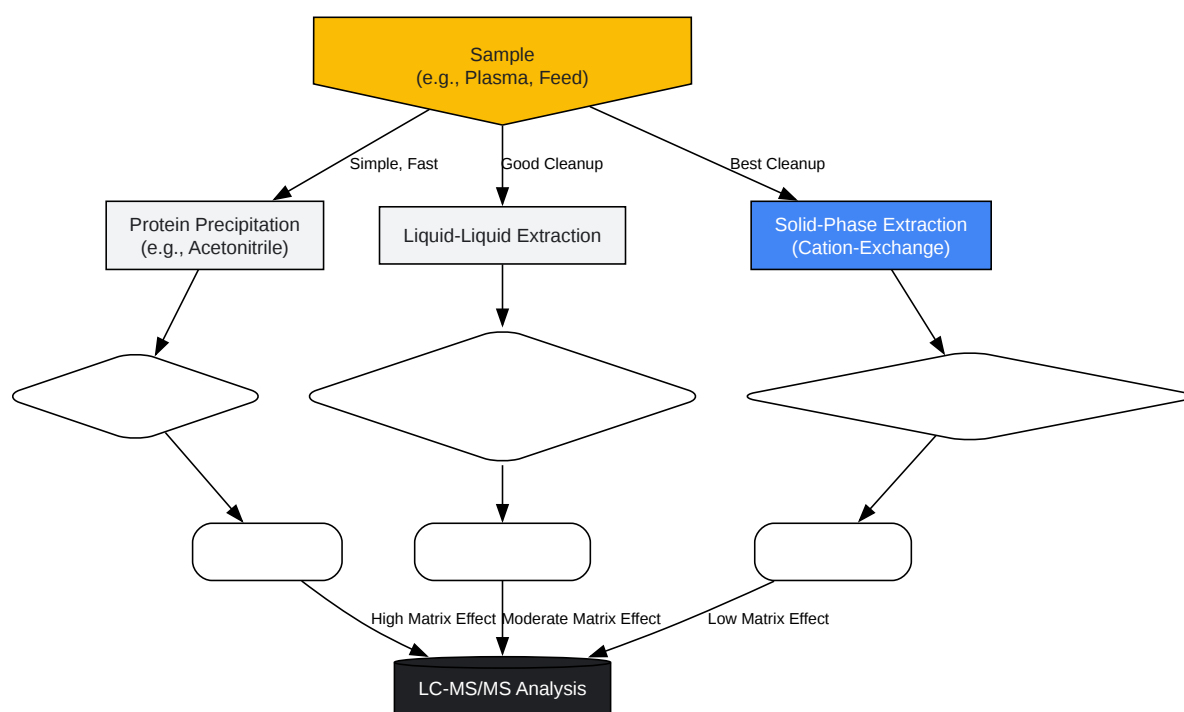 Sample
(e.g., Plasma, Feed)
Simple, Fast
Good Cleanup
Best Cleanup
Protein Precipitation
(e.g., Acetonitrile)
Liquid-Liquid Extraction
Solid-Phase Extraction
(Cation-Exchange)
High Matrix Effect
Moderate Matrix Effect
Low Matrix Effect
LC-MS/MS Analysis